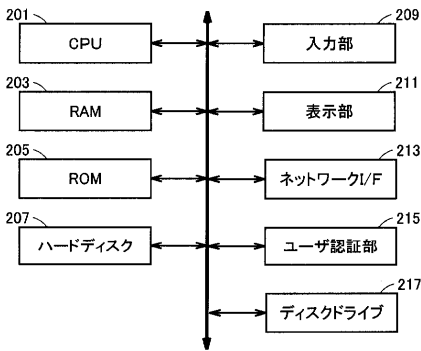 201
CPU
209
入力部
203
RAM
211
表示部
205
ROM
213
ネットワークI/F
207
ハードディスク
215
ユーザ認証部
217
ディスクドライブ